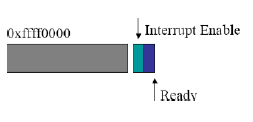 Interrupt Enable
0xffff0000
Ready